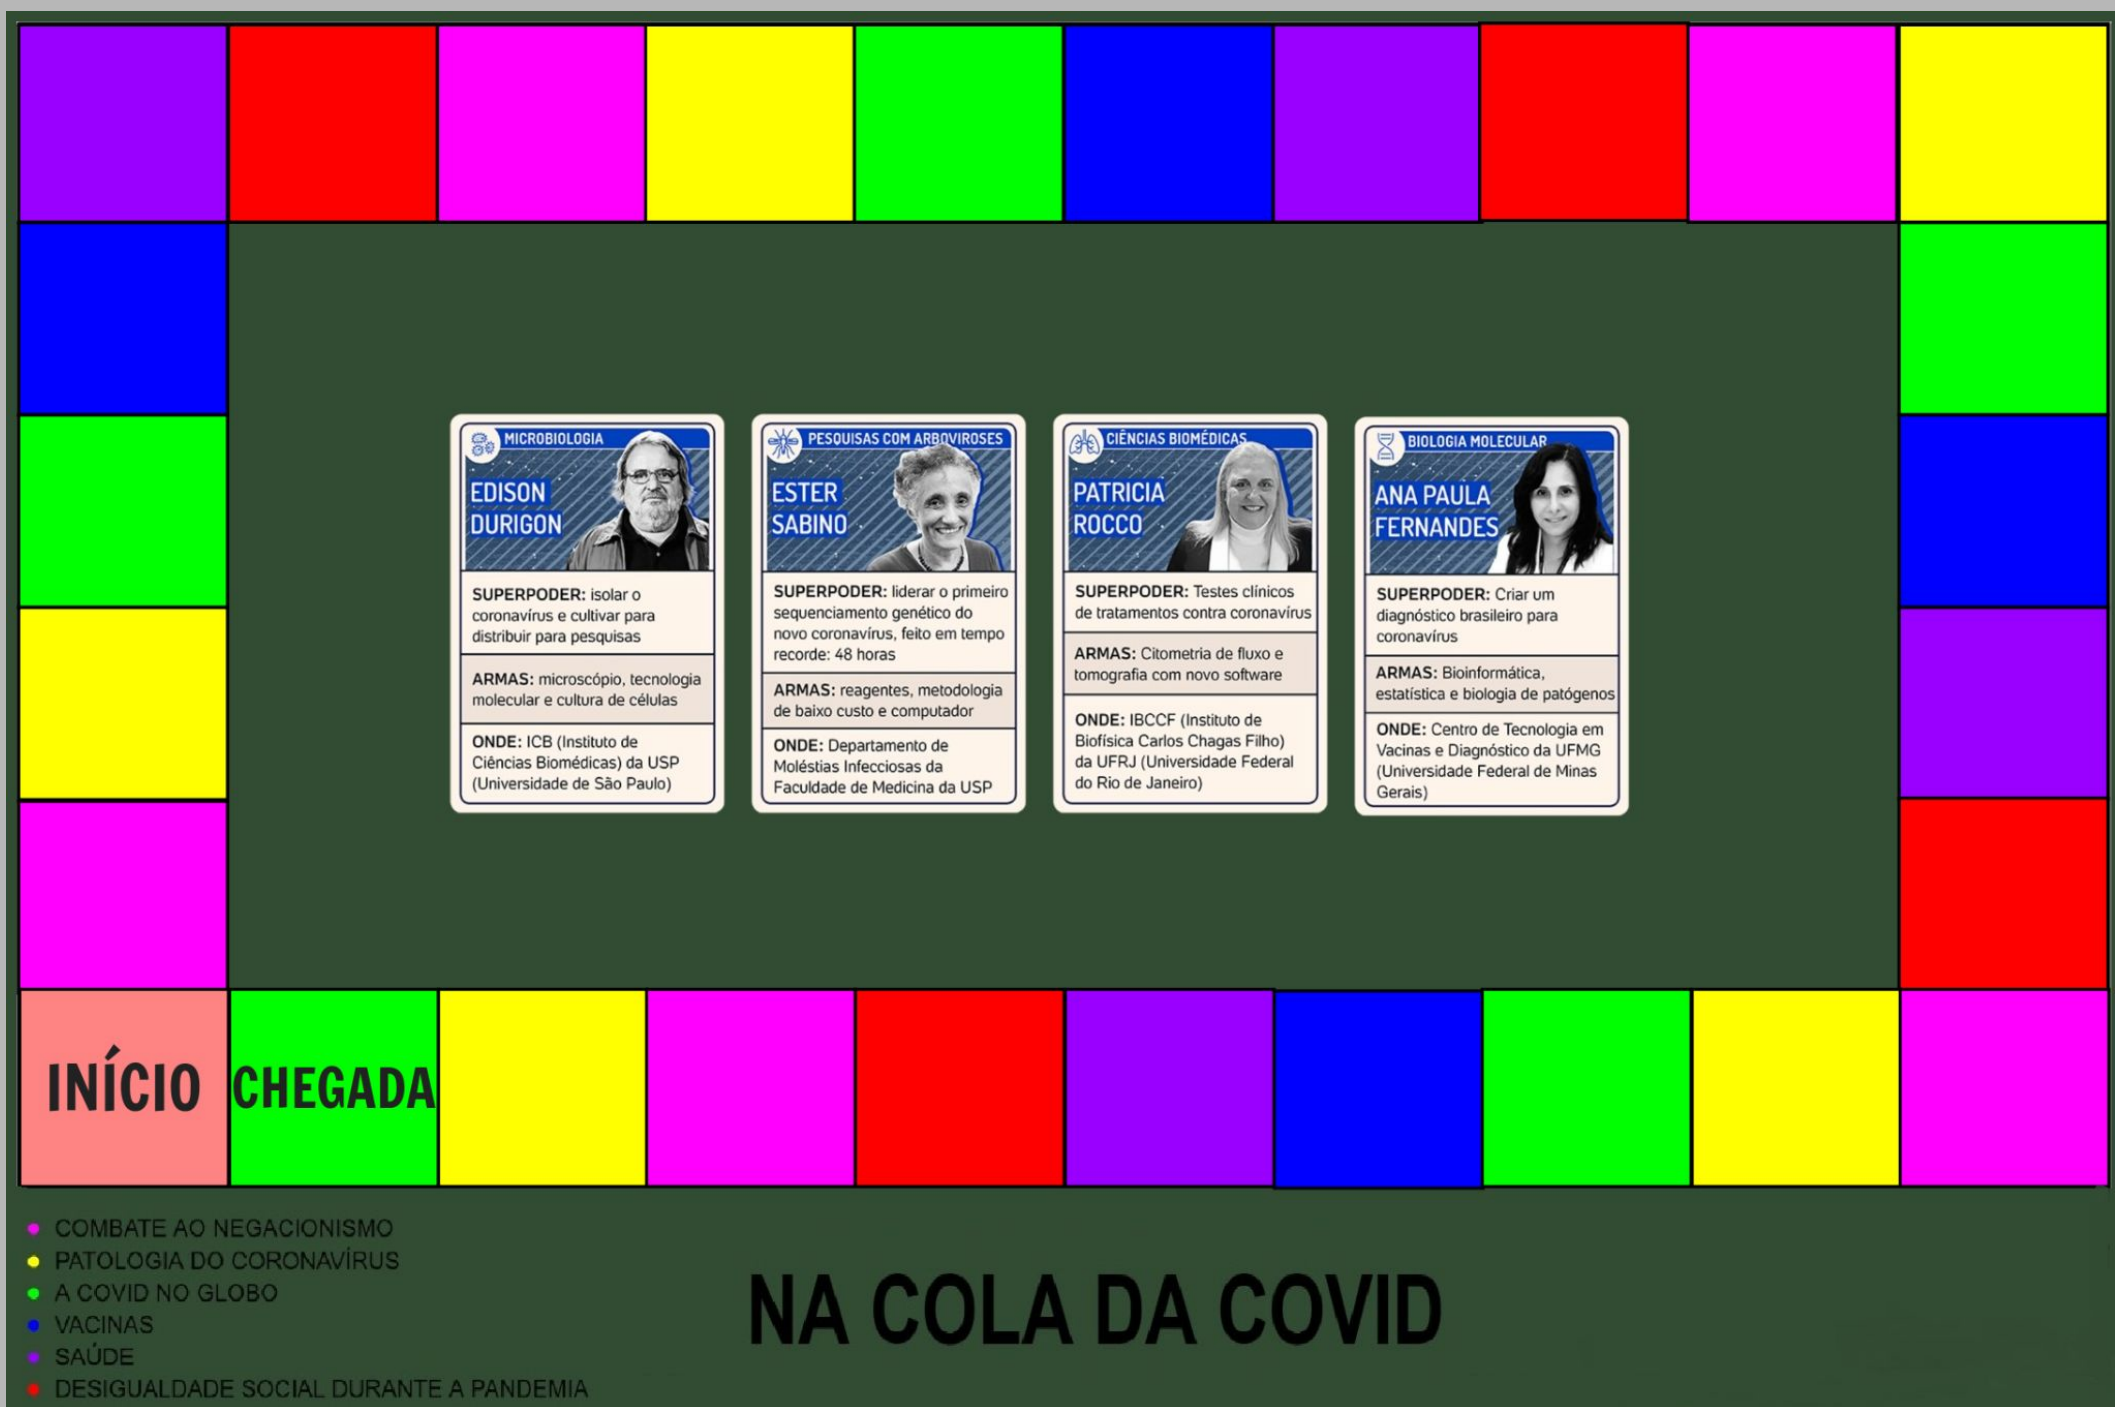 MICROBIOLOGIA
EDISON
DURIGON
SUPERPODER: isolar o
coronavírus e cultivar para
distribuir para pesquisas
ARMAS: microscópio, tecnologia
molecular e cultura de células
ONDE: ICB (Instituto de
Ciências Biomédicas) da USP
(Universidade de São Paulo)
PESQUISAS COM ARBOVIROSES
ESTER
SABINO
SUPERPODER: liderar o primeiro
sequenciamento genético do
novo coronavírus, feito em tempo
recorde: 48 horas
ARMAS: reagentes, metodologia
de baixo custo e computador
ONDE: Departamento de
Moléstias Infecciosas da
Faculdade de Medicina da USP
CIÊNCIAS BIOMÉDICAS
PATRICIA
ROCCO
SUPERPODER: Testes clínicos
de tratamentos contra coronavírus
ARMAS: Citometria de fluxo e
tomografia com novo software
ONDE: IBCCF (Instituto de
Biofísica Carlos Chagas Filho)
da UFRJ (Universidade Federal
do Rio de Janeiro)
BIOLOGIA MOLECULAR
ANA PAULA
FERNANDES
SUPERPODER: Criar um
diagnóstico brasileiro para
coronavírus
ARMAS: Bioinformática,
estatística e biologia de patógenos
ONDE: Centro de Tecnologia em
Vacinas e Diagnóstico da UFMG
(Universidade Federal de Minas
Gerais)
INÍCIO
CHEGADA
COMBATE AO NEGACIONISMO
PATOLOGIA DO CORONAVÍRUS
A COVID NO GLOBO
VACINAS
SAÚDE
DESIGUALDADE SOCIAL DURANTE A PANDEMIA
NA COLA DA COVID